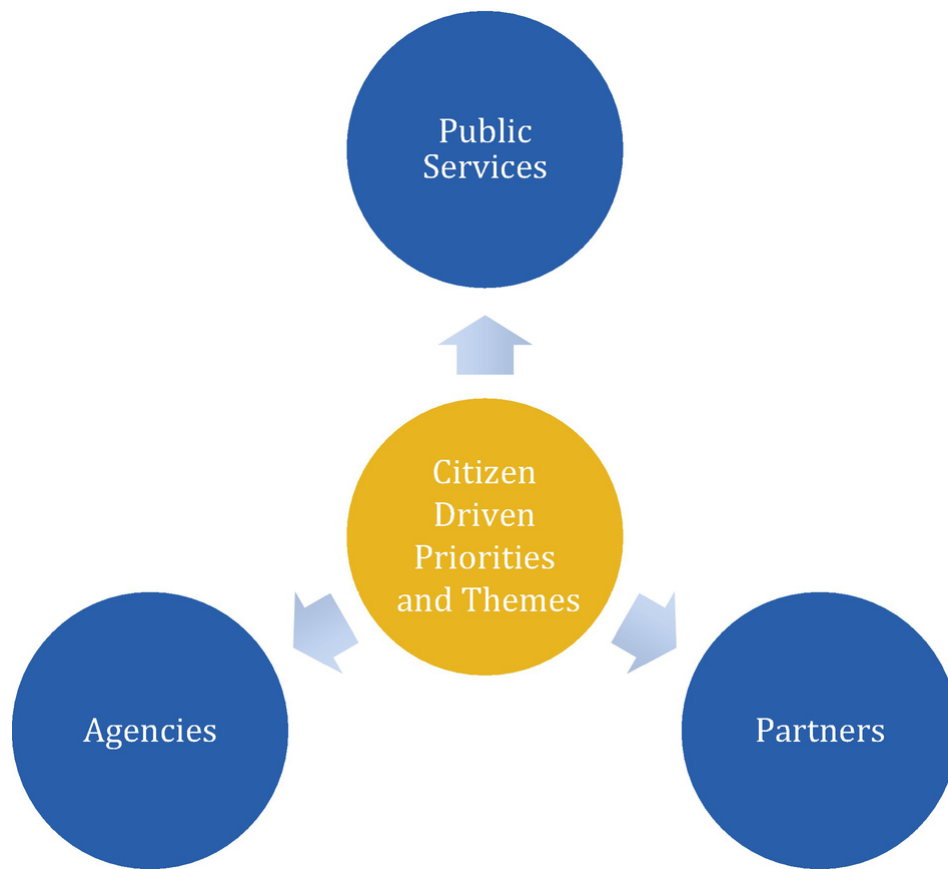 Public
Services
Citizen
Driven
Priorities
and Themes
Agencies
Partners